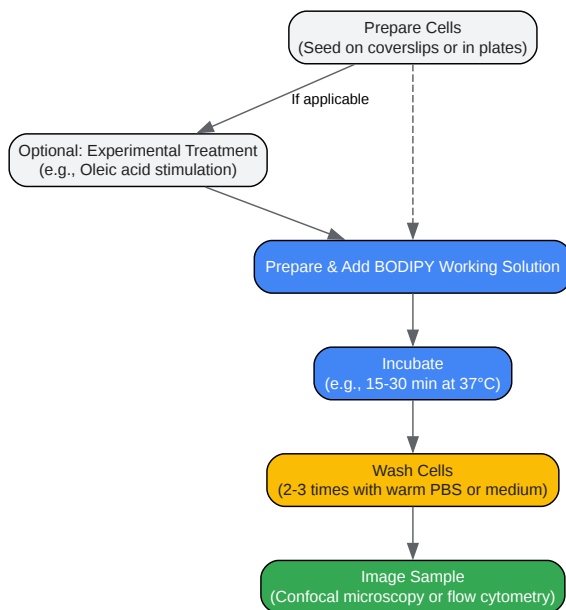 Prepare Cells
(Seed on coverslips or in plates)
If applicable
Optional: Experimental Treatment
(e.g., Oleic acid stimulation)
Prepare & Add BODIPY Working Solution
Incubate
(e.g., 15-30 min at 37°C)
Wash Cells
(2-3 times with warm PBS or medium)
Image Sample
(Confocal microscopy or flow cytometry)